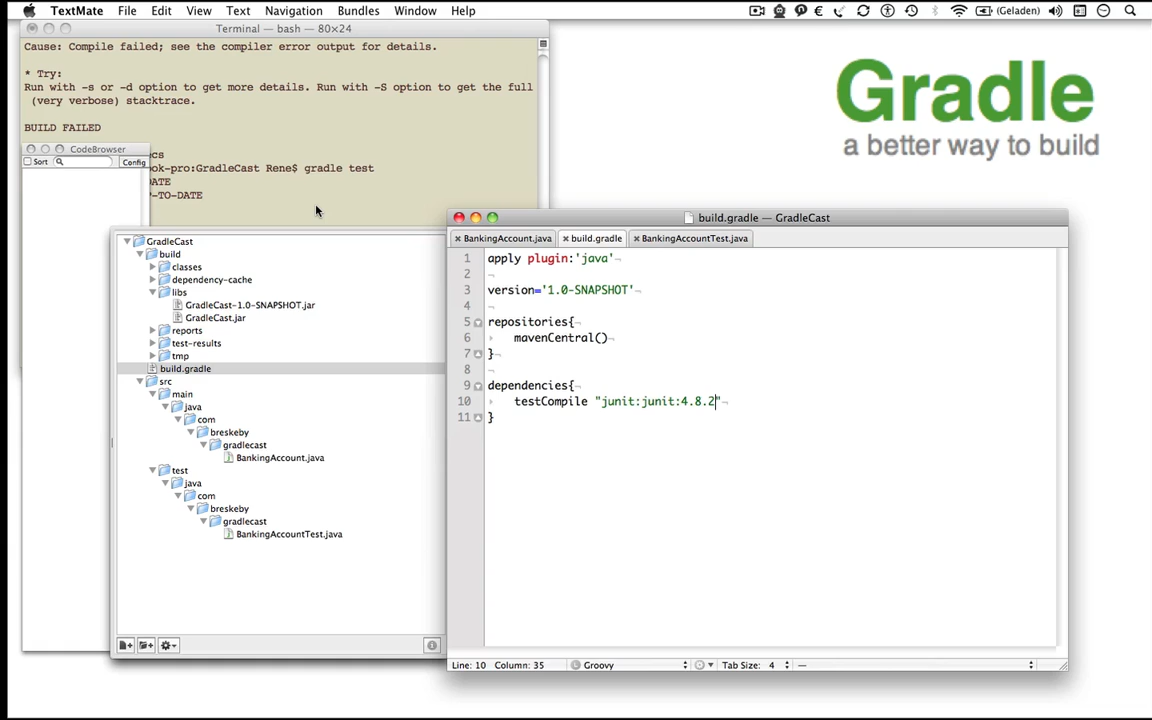 TextMate File Edit View Text Navigation Bundles Window Help (Geladen)
Terminal — bash — 80×24
Cause: Compile failed; see the compiler error output for details.
* Try:
Run with -s or -d option to get more details. Run with -S option to get the full
(very verbose) stacktrace.
BUILD FAILED
CodeBrowser
Sort Config
ecs
ook-pro:GradleCast Rene$ gradle test
DATE
P-TO-DATE
Gradle
a better way to build
GradleCast
build
classes
dependency-cache
libs
GradleCast-1.0-SNAPSHOT.jar
GradleCast.jar
reports
test-results
tmp
build.gradle
src
main
java
com
breskeby
gradlecast
BankingAccount.java
test
java
com
breskeby
gradlecast
BankingAccountTest.java
build.gradle — GradleCast
BankingAccount.java build.gradle BankingAccountTest.java
1 apply plugin:'java'
2
3 version='1.0-SNAPSHOT'
4
5 repositories{
6 mavenCentral()
7 }
8
9 dependencies{
10 testCompile "junit:junit:4.8.2"
11 }
Line: 10 Column: 35 Groovy Tab Size: 4 —